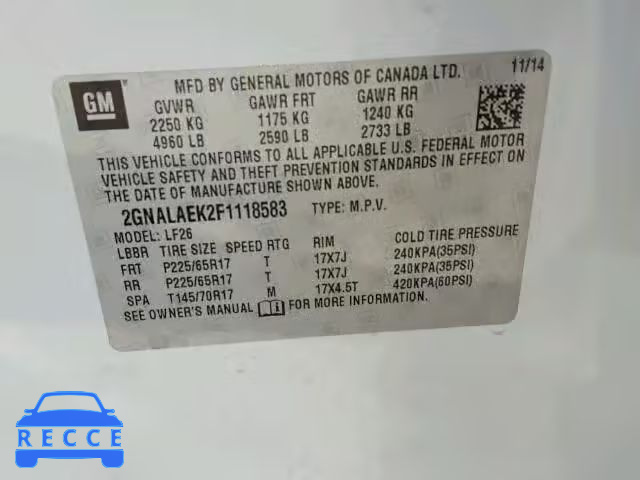 GM
MFD BY GENERAL MOTORS OF CANADA LTD. 11/14
GVWR GAWR FRT GAWR RR
2250 KG 1175 KG 1240 KG
4960 LB 2590 LB 2733 LB
THIS VEHICLE CONFORMS TO ALL APPLICABLE U.S. FEDERAL MOTOR
VEHICLE SAFETY AND THEFT PREVENTION STANDARDS IN EFFECT ON
THE DATE OF MANUFACTURE SHOWN ABOVE.
2GNALAEK2F1118583 TYPE: M.P.V.
MODEL: LF26
LBBR TIRE SIZE SPEED RTG RIM COLD TIRE PRESSURE
FRT P225/65R17 T 17X7J 240KPA(35PSI)
RR P225/65R17 T 17X7J 240KPA(35PSI)
SPA T145/70R17 M 17X4.5T 420KPA(60PSI)
SEE OWNER'S MANUAL FOR MORE INFORMATION.
RECCE